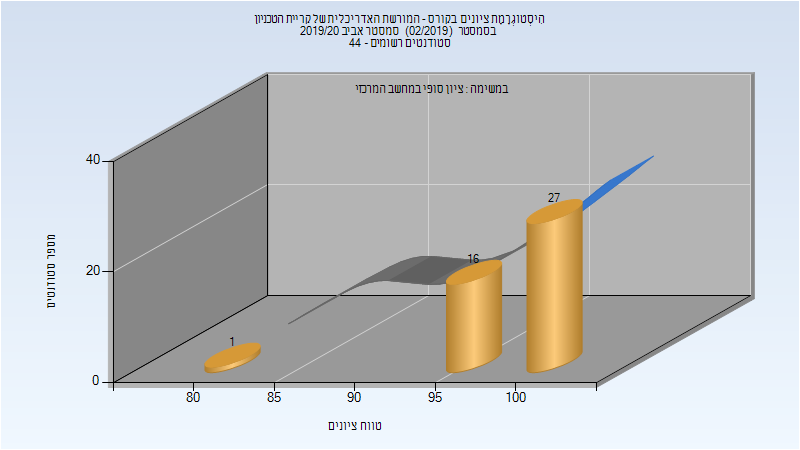 היסטוגרמת ציונים בקורס - המורשת האדריכלית של קריית הטכניון
בסמסטר (02/2019) סמסטר אביב 2019/20
סטודנטים רשומים - 44
במשימה : ציון סופי במחשב המרכזי
40
20
0
מספר סטודנטים
1
16
27
80 85 90 95 100
טווח ציונים